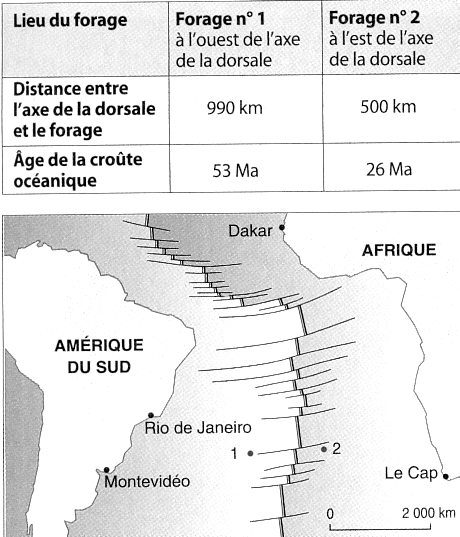 Lieu du forage
Forage n° 1
à l'ouest de l'axe
de la dorsale
Forage n° 2
à l'est de l'axe
de la dorsale
Distance entre
l'axe de la dorsale
et le forage
990 km
500 km
Âge de la croûte
océanique
53 Ma
26 Ma
Dakar
AFRIQUE
AMÉRIQUE
DU SUD
Rio de Janeiro
1
2
Montevidéo
Le Cap
0
2 000 km